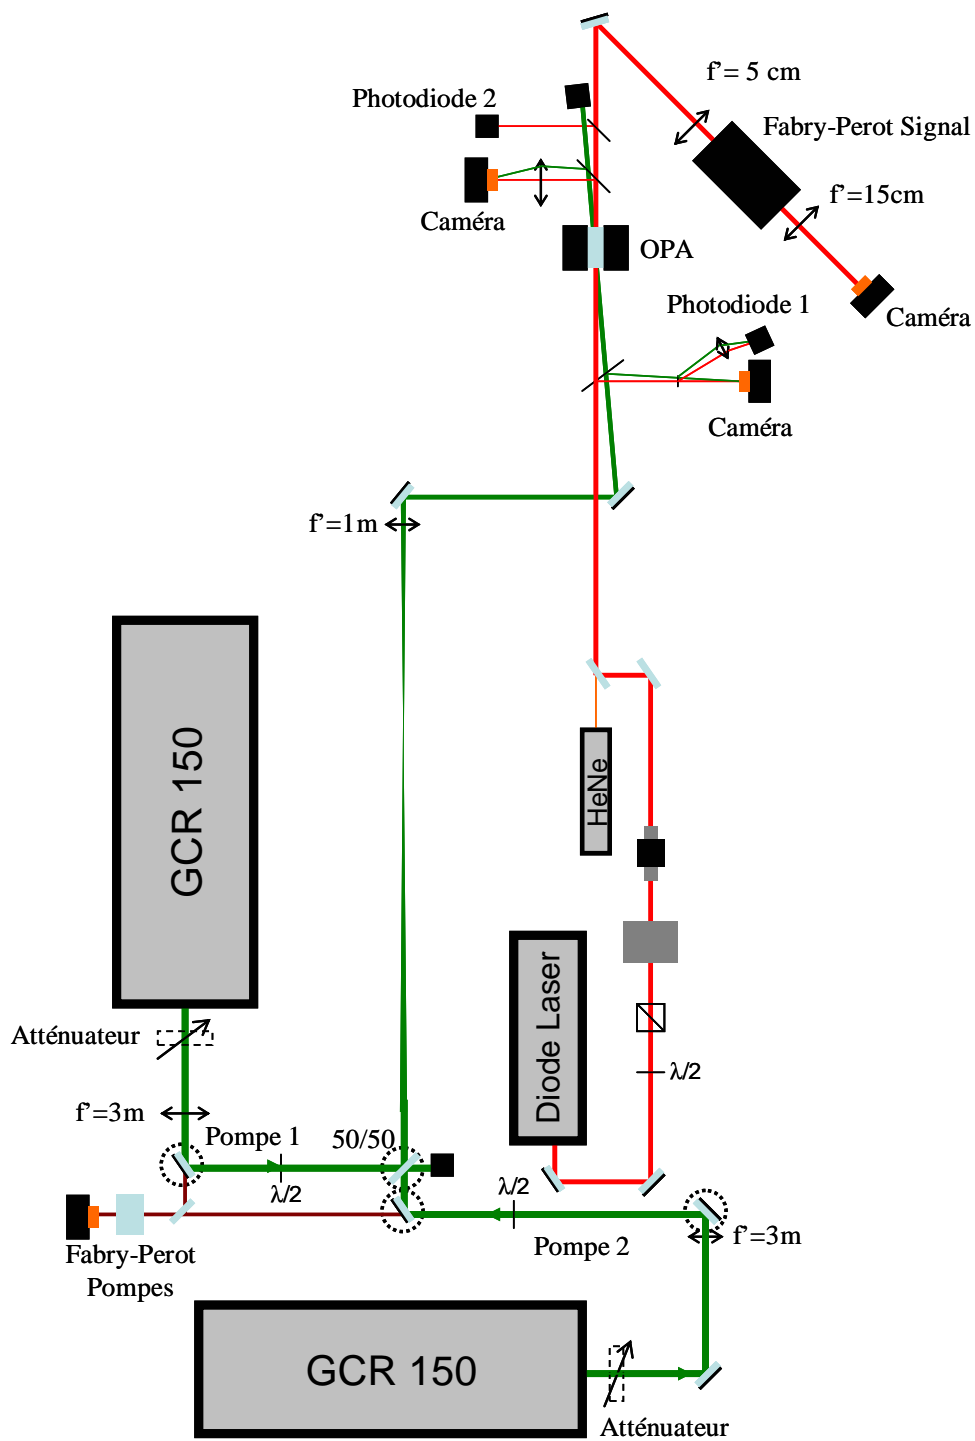 f'= 5 cm
Photodiode 2
Fabry-Perot Signal
f'=15cm
Caméra
OPA
Photodiode 1
Caméra
Caméra
f'=1m
GCR 150
HeNe
Diode Laser
Atténuateur
λ/2
f'=3m
Pompe 1
50/50
λ/2
λ/2
f'=3m
Pompe 2
Fabry-Perot
Pompes
GCR 150
Atténuateur